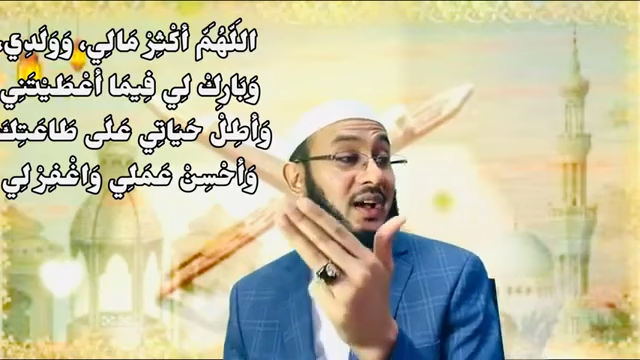 اللَّهُمَّ أَكْثِرْ مَالِي، وَوَلَدِي،
وَبَارِكْ لِي فِيمَا أَعْطَيْتَنِي
وَأَطِلْ حَيَاتِي عَلَى طَاعَتِكَ
وَأَحْسِنْ عَمَلِي وَاغْفِرْ لِي